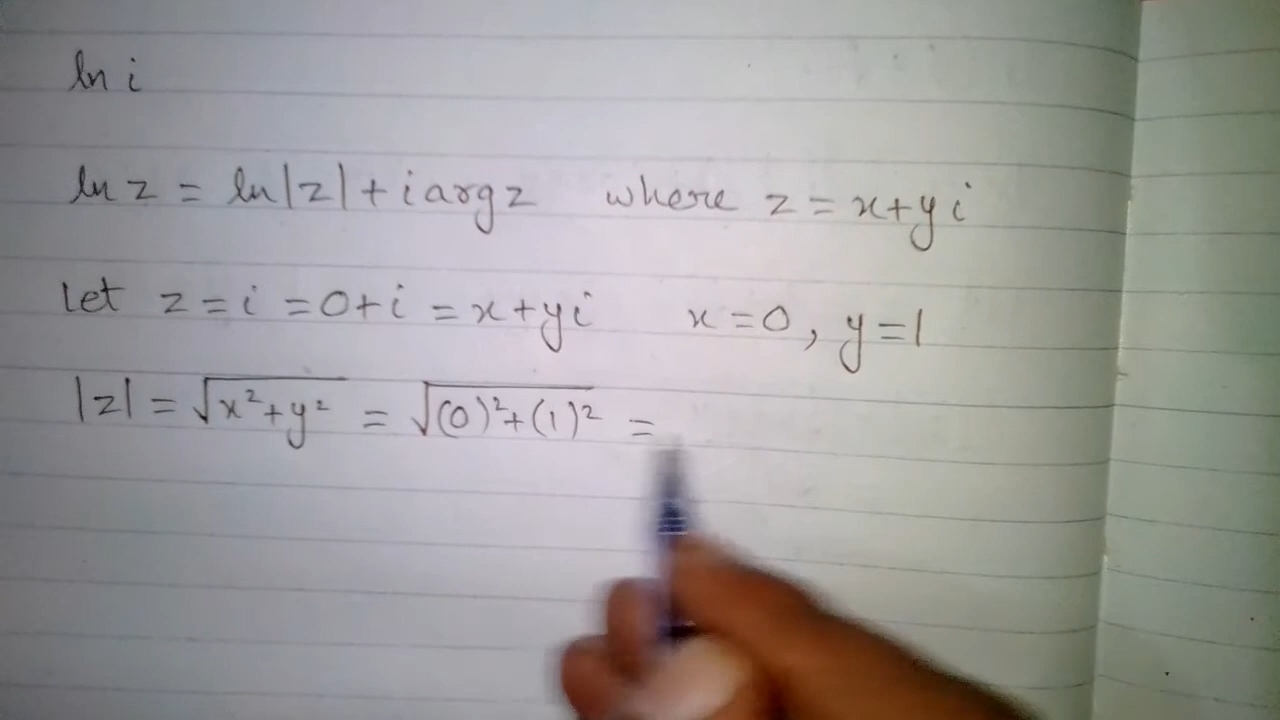 ln i
ln z = ln|z| + i arg z where z = x+yi
Let z = i = 0+i = x+yi x=0, y=1
|z| = √x²+y² = √(0)²+(1)² =